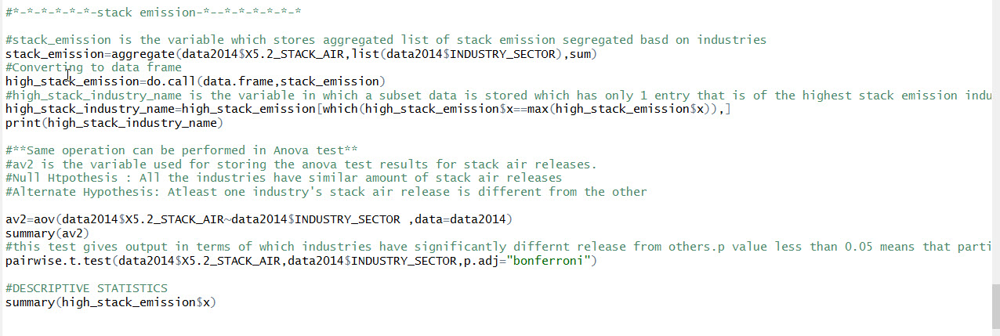 #*-*-*-*-*-*-stack emission-*--*-*-*-*-*-*
#stack_emission is the variable which stores aggregated list of stack emission segregated basd on industries
stack_emission=aggregate(data2014$X5.2_STACK_AIR,list(data2014$INDUSTRY_SECTOR),sum)
#Converting to data frame
high_stack_emission=do.call(data.frame,stack_emission)
#high_stack_industry_name is the variable in which a subset data is stored which has only 1 entry that is of the highest stack emission indu
high_stack_industry_name=high_stack_emission[which(high_stack_emission$x==max(high_stack_emission$x)),]
print(high_stack_industry_name)
#**Same operation can be performed in Anova test**
#av2 is the variable used for storing the anova test results for stack air releases.
#Null Htpothesis : All the industries have similar amount of stack air releases
#Alternate Hypothesis: Atleast one industry's stack air release is different from the other
av2=aov(data2014$X5.2_STACK_AIR~data2014$INDUSTRY_SECTOR ,data=data2014)
summary(av2)
#this test gives output in terms of which industries have significantly differnt release from others.p value less than 0.05 means that parti
pairwise.t.test(data2014$X5.2_STACK_AIR,data2014$INDUSTRY_SECTOR,p.adj="bonferroni")
#DESCRIPTIVE STATISTICS
summary(high_stack_emission$x)